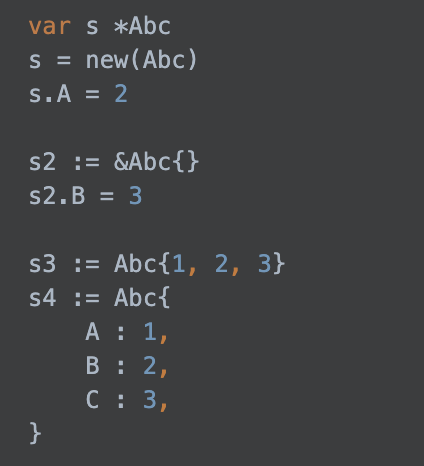 var s *Abc
s = new(Abc)
s.A = 2
s2 := &Abc{}
s2.B = 3
s3 := Abc{1, 2, 3}
s4 := Abc{
A : 1,
B : 2,
C : 3,
}